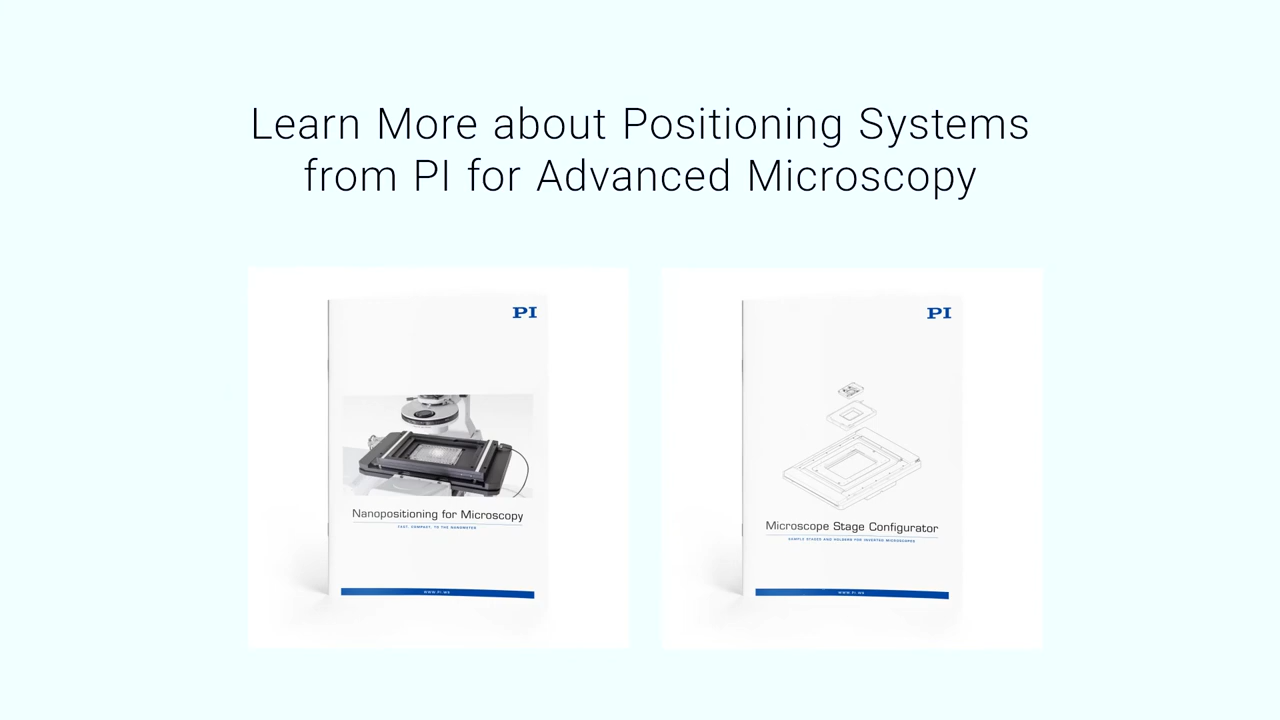 Learn More about Positioning Systems
from PI for Advanced Microscopy
PI
Nanopositioning for Microscopy
FAST, COMPACT, TO THE NANOMETER
WWW.PI.WS
PI
Microscope Stage Configurator
SAMPLE STAGES AND HOLDERS FOR INVERTED MICROSCOPES
WWW.PI.WS